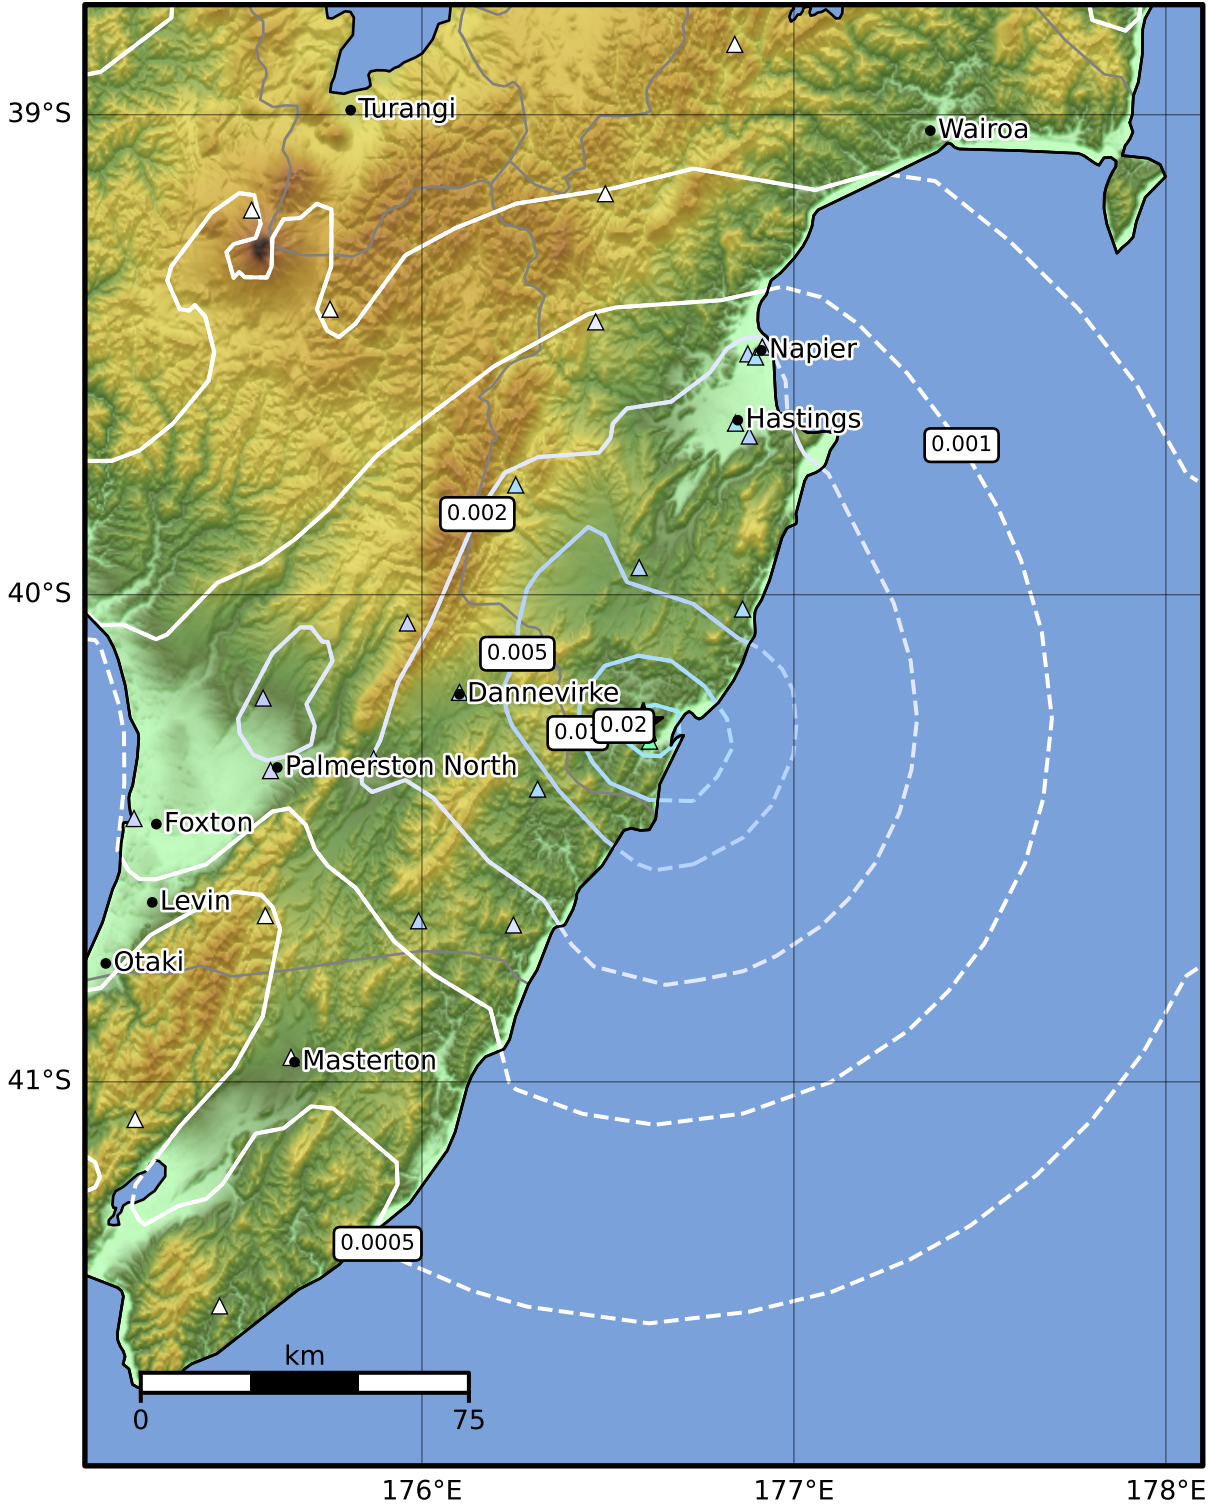 39°S
Turangi
Wairoa
Napier
Hastings
0.001
0.002
40°S
0.005
Dannevirke
0.02
Palmerston North
Foxton
Levin
Otaki
Masterton
41°S
0.0005
km
0
75
176°E
177°E
178°E